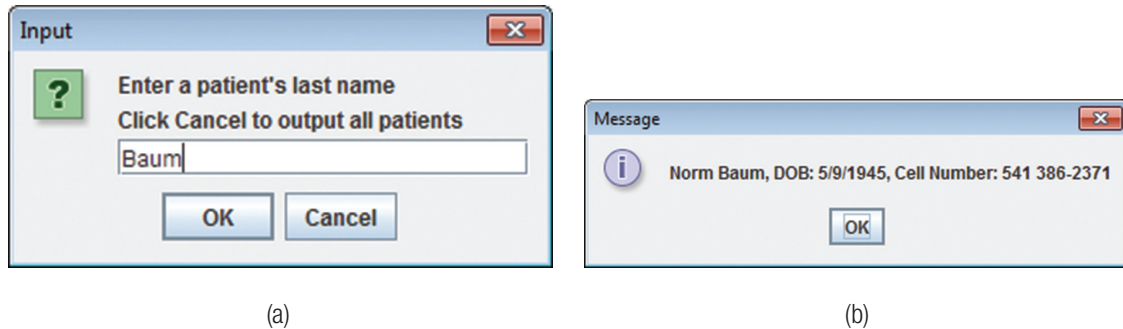 Input
?
Enter a patient's last name
Click Cancel to output all patients
Baum
OK
Cancel
(a)
Message
i
Norm Baum, DOB: 5/9/1945, Cell Number: 541 386-2371
OK
(b)